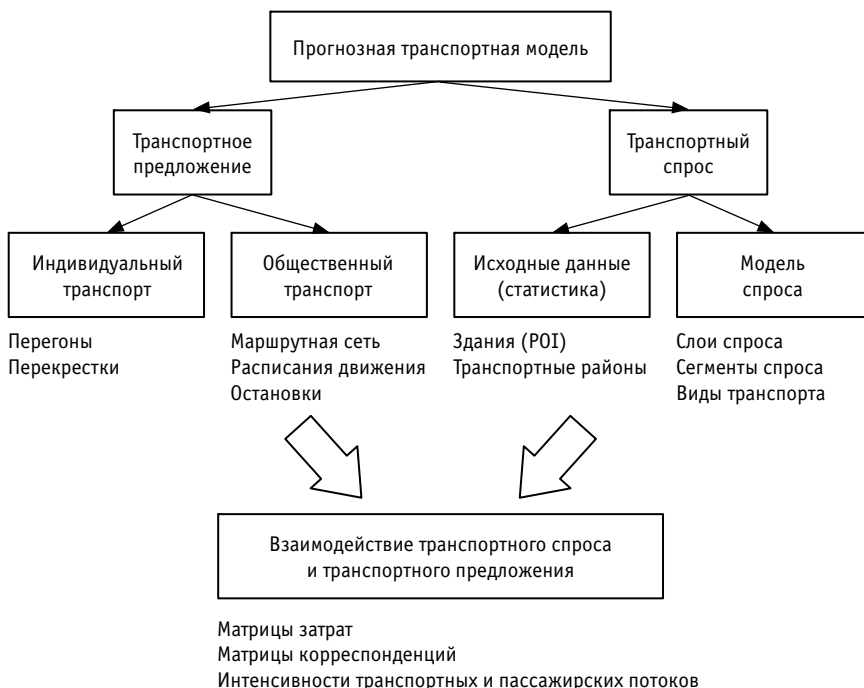 Прогнозная транспортная модель
Транспортное
предложение
Транспортный
спрос
Индивидуальный
транспорт
Общественный
транспорт
Исходные данные
(статистика)
Модель
спроса
Перегоны
Перекрестки
Маршрутная сеть
Расписания движения
Остановки
Здания (POI)
Транспортные районы
Слои спроса
Сегменты спроса
Виды транспорта
Взаимодействие транспортного спроса
и транспортного предложения
Матрицы затрат
Матрицы корреспонденций
Интенсивности транспортных и пассажирских потоков